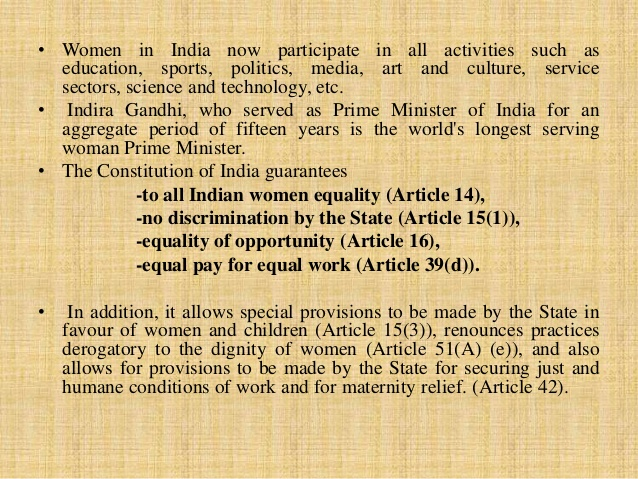 • Women in India now participate in all activities such as
education, sports, politics, media, art and culture, service
sectors, science and technology, etc.
• Indira Gandhi, who served as Prime Minister of India for an
aggregate period of fifteen years is the world's longest serving
woman Prime Minister.
• The Constitution of India guarantees
-to all Indian women equality (Article 14),
-no discrimination by the State (Article 15(1)),
-equality of opportunity (Article 16),
-equal pay for equal work (Article 39(d)).
• In addition, it allows special provisions to be made by the State in
favour of women and children (Article 15(3)), renounces practices
derogatory to the dignity of women (Article 51(A) (e)), and also
allows for provisions to be made by the State for securing just and
humane conditions of work and for maternity relief. (Article 42).